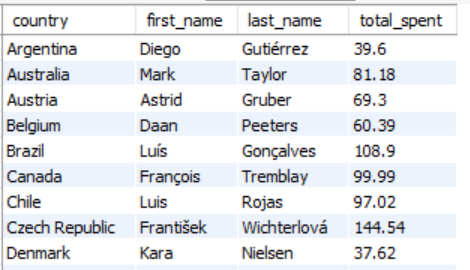 country first_name last_name total_spent
Argentina Diego Gutiérrez 39.6
Australia Mark Taylor 81.18
Austria Astrid Gruber 69.3
Belgium Daan Peeters 60.39
Brazil Luís Gonçalves 108.9
Canada François Tremblay 99.99
Chile Luis Rojas 97.02
Czech Republic František Wichterlová 144.54
Denmark Kara Nielsen 37.62